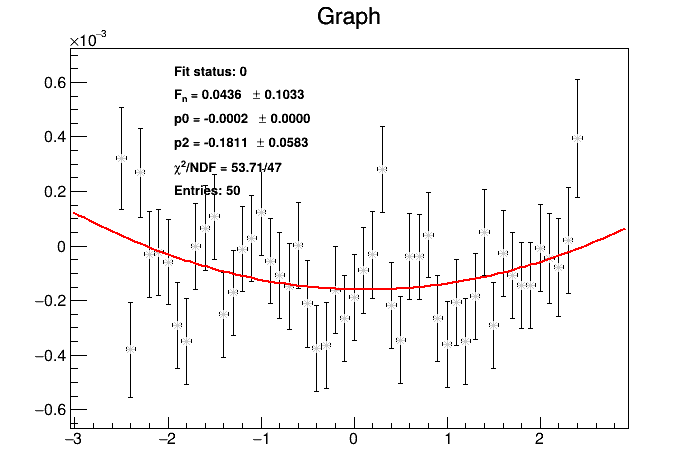 Graph
×10⁻³
Fit status: 0
Fₙ = 0.0436 ± 0.1033
p0 = -0.0002 ± 0.0000
p2 = -0.1811 ± 0.0583
χ²/NDF = 53.71/47
Entries: 50
0.6
0.4
0.2
0
−0.2
−0.4
−0.6
−3 −2 −1 0 1 2